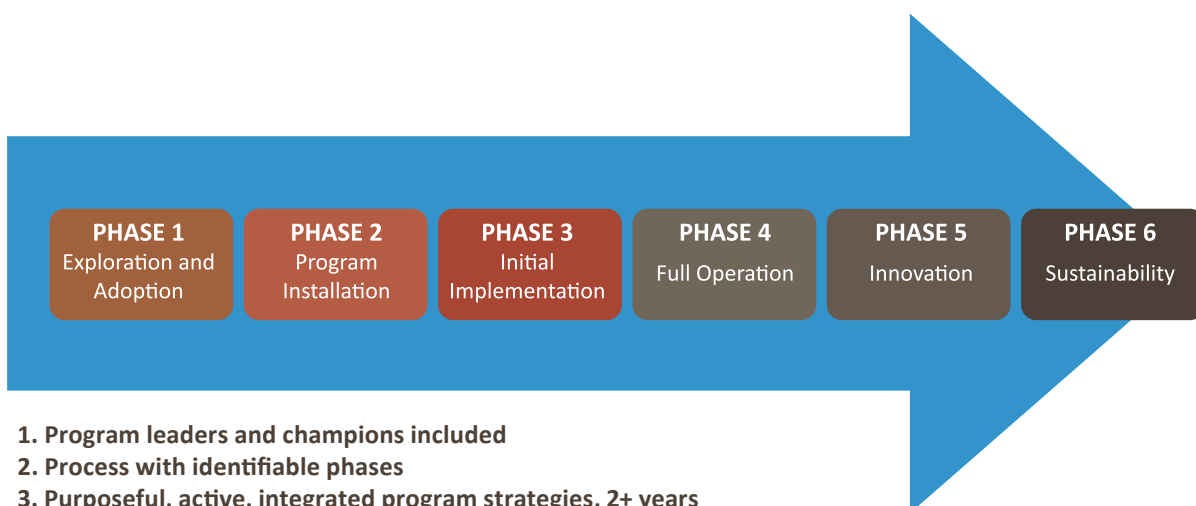 PHASE 1
Exploration and
Adoption
PHASE 2
Program
Installation
PHASE 3
Initial
Implementation
PHASE 4
Full Operation
PHASE 5
Innovation
PHASE 6
Sustainability
1. Program leaders and champions included
2. Process with identifiable phases
3. Purposeful, active, integrated program strategies, 2+ years